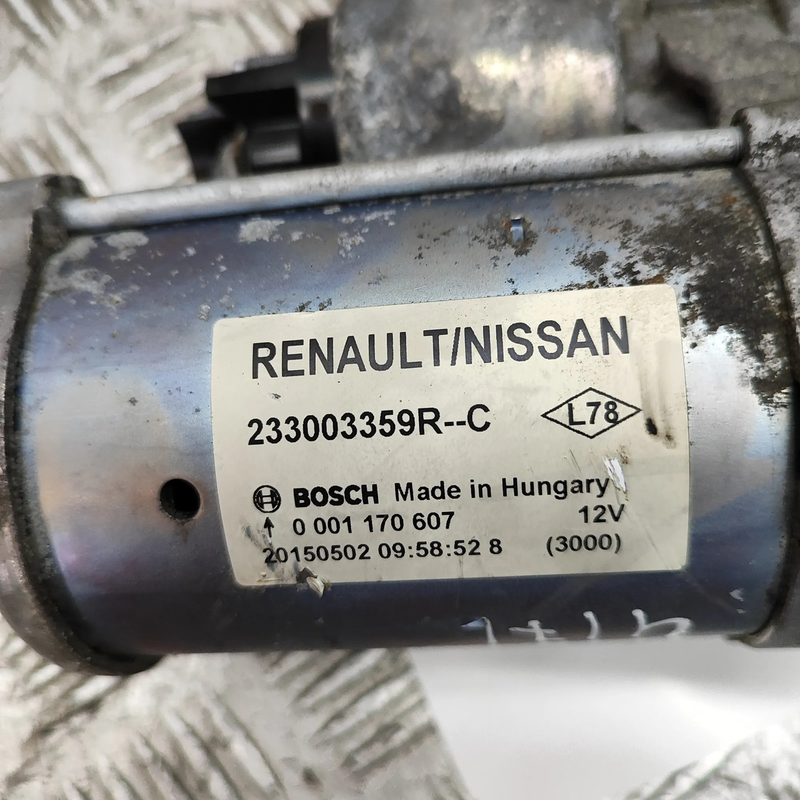 RENAULT/NISSAN
233003359R--C
L78
BOSCH Made in Hungary
0 001 170 607 12V
20150502 09:58:52 8 (3000)